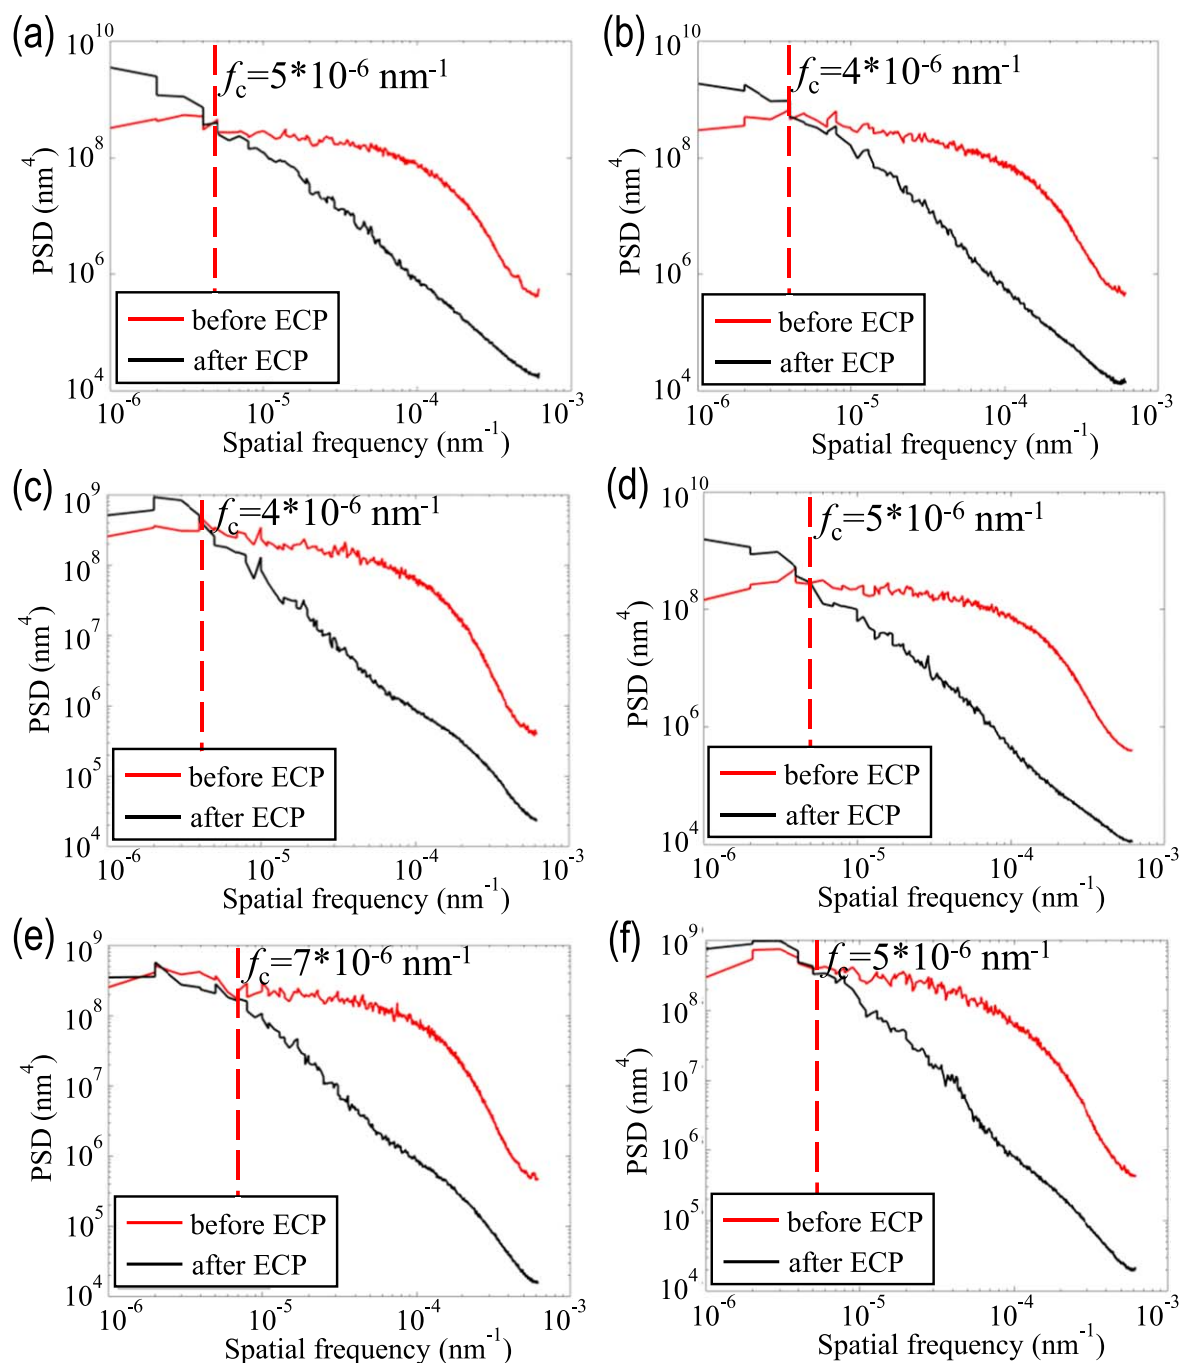 (a)
10^10
10^8
10^6
10^4
PSD (nm^4)
f_c=5*10^-6 nm^-1
before ECP
after ECP
10^-6 10^-5 10^-4 10^-3
Spatial frequency (nm^-1)
(b)
10^10
10^8
10^6
10^4
PSD (nm^4)
f_c=4*10^-6 nm^-1
before ECP
after ECP
10^-6 10^-5 10^-4 10^-3
Spatial frequency (nm^-1)
(c)
10^9
10^8
10^7
10^6
10^5
10^4
PSD (nm^4)
f_c=4*10^-6 nm^-1
before ECP
after ECP
10^-6 10^-5 10^-4 10^-3
Spatial frequency (nm^-1)
(d)
10^10
10^8
10^6
10^4
PSD (nm^4)
f_c=5*10^-6 nm^-1
before ECP
after ECP
10^-6 10^-5 10^-4 10^-3
Spatial frequency (nm^-1)
(e)
10^9
10^8
10^7
10^6
10^5
10^4
PSD (nm^4)
f_c=7*10^-6 nm^-1
before ECP
after ECP
10^-6 10^-5 10^-4 10^-3
Spatial frequency (nm^-1)
(f)
10^9
10^8
10^7
10^6
10^5
10^4
PSD (nm^4)
f_c=5*10^-6 nm^-1
before ECP
after ECP
10^-6 10^-5 10^-4 10^-3
Spatial frequency (nm^-1)